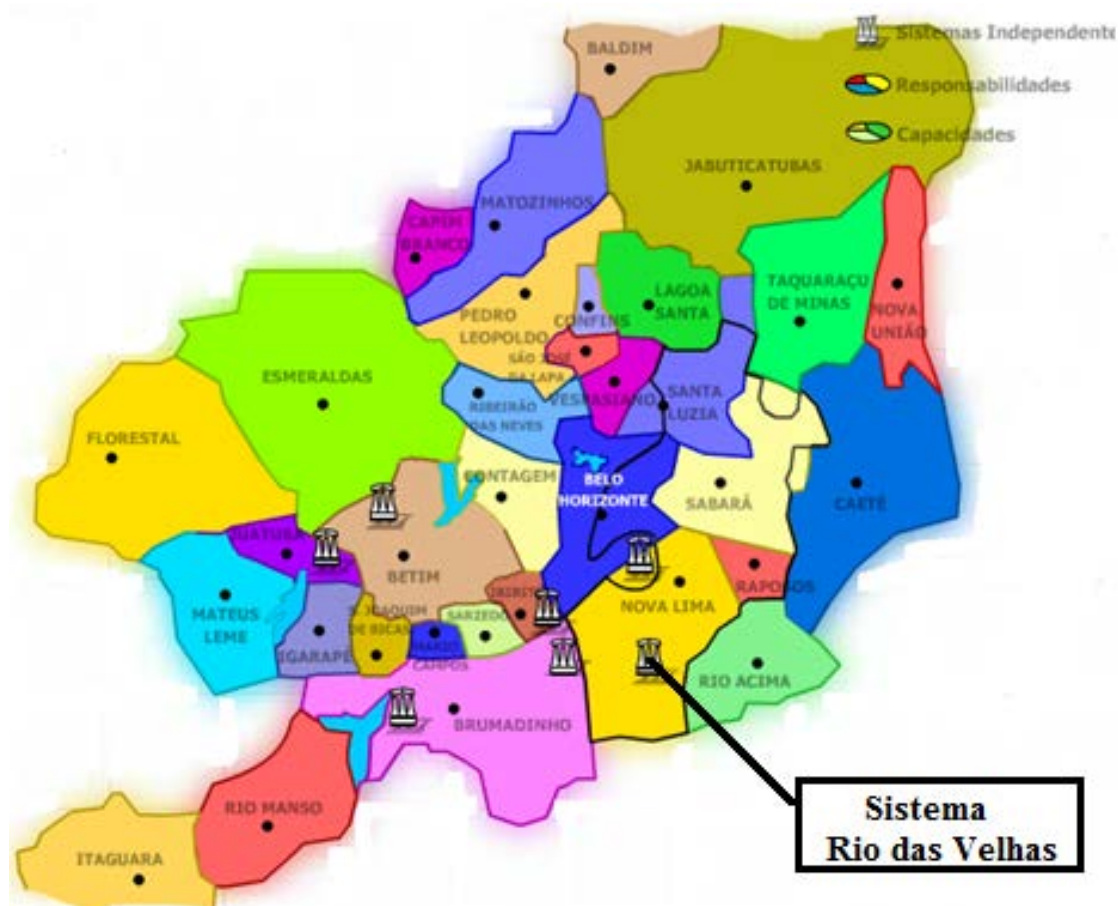 BALDIM
Sistemas Independente
Responsabilidades
Capacidades
JABUTICATUBAS
MATOZINHOS
CAPIM
BRANCO
TAQUARAÇU
DE MINAS
NOVA
UNIÃO
LAGOA
SANTA
PEDRO
LEOPOLDO
CONFINS
SÃO JOSÉ
DA LAPA
ESMERALDAS
VESPASIANO
SANTA
LUZIA
RIBEIRÃO
DAS NEVES
FLORESTAL
CONTAGEM
BELO
HORIZONTE
SABARÁ
CAETÉ
JUATUBA
BETIM
RAPOSOS
MATEUS
LEME
NOVA LIMA
SARZEDO
S. JOAQUIM
DE BICAS
IGARAPÉ
MARIO
CAMPOS
RIO ACIMA
BRUMADINHO
RIO MANSO
ITAGUARA
Sistema
Rio das Velhas